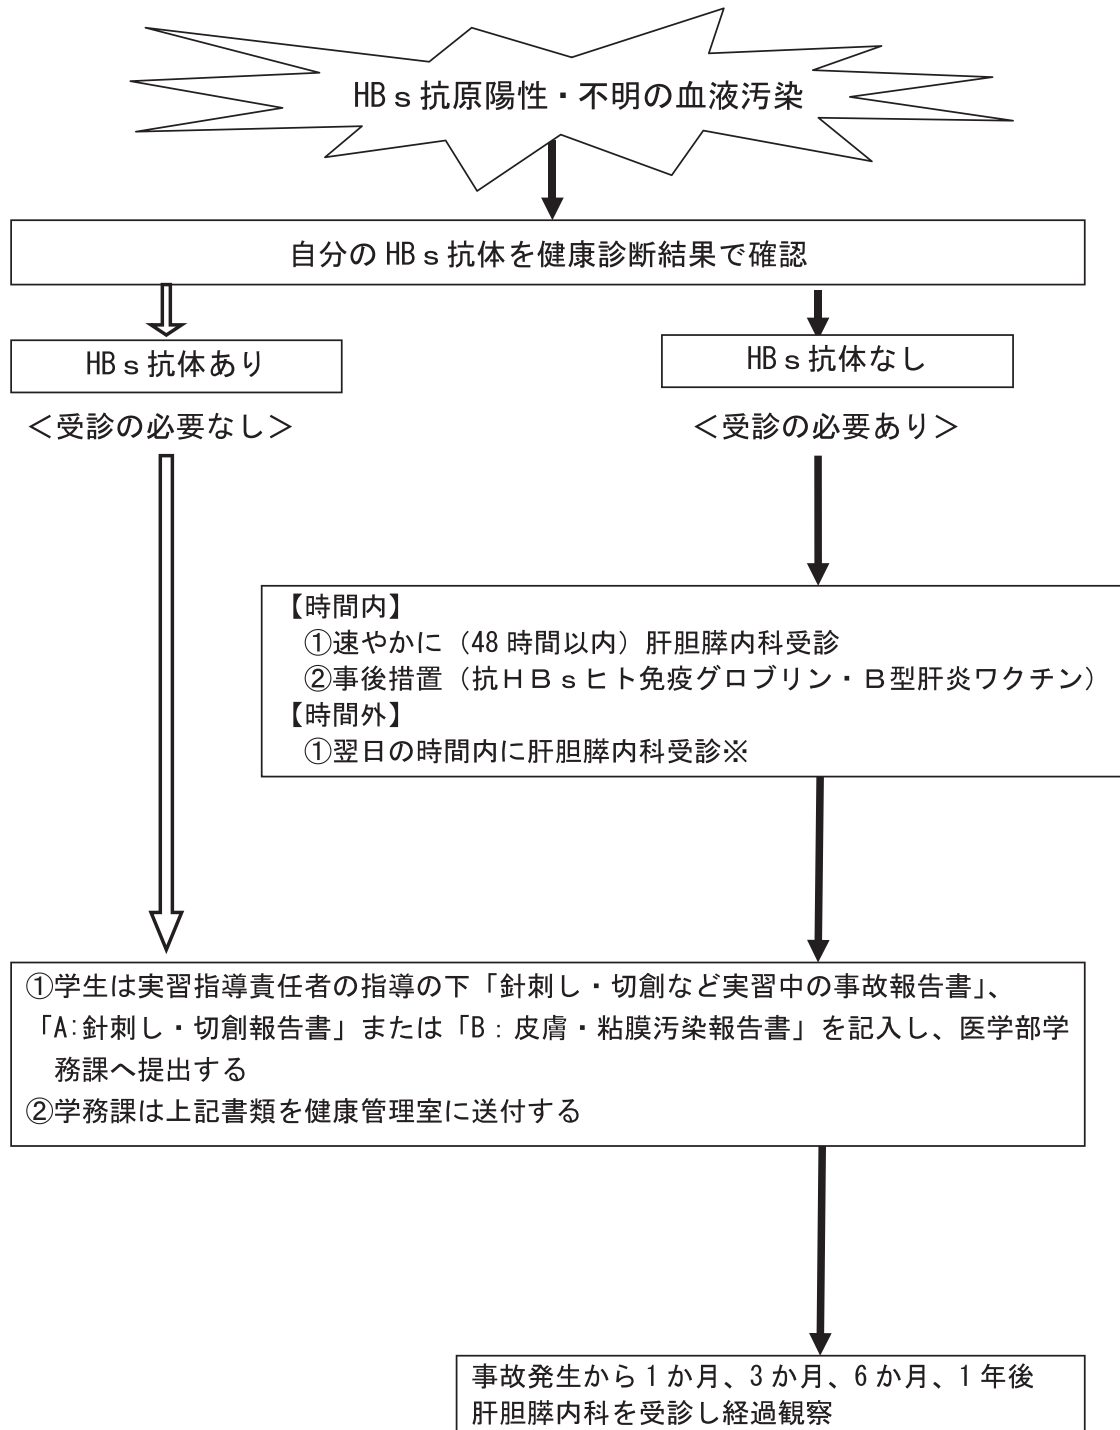 HBs抗原陽性・不明の血液汚染
自分のHBs抗体を健康診断結果で確認
HBs抗体あり
HBs抗体なし
＜受診の必要なし＞
＜受診の必要あり＞
【時間内】
①速やかに（48時間以内）肝胆膵内科受診
②事後措置（抗ＨＢｓヒト免疫グロブリン・Ｂ型肝炎ワクチン）
【時間外】
①翌日の時間内に肝胆膵内科受診※
①学生は実習指導責任者の指導の下「針刺し・切創など実習中の事故報告書」、
「A:針刺し・切創報告書」または「B：皮膚・粘膜汚染報告書」を記入し、医学部学
務課へ提出する
②学務課は上記書類を健康管理室に送付する
事故発生から1か月、3か月、6か月、1年後
肝胆膵内科を受診し経過観察